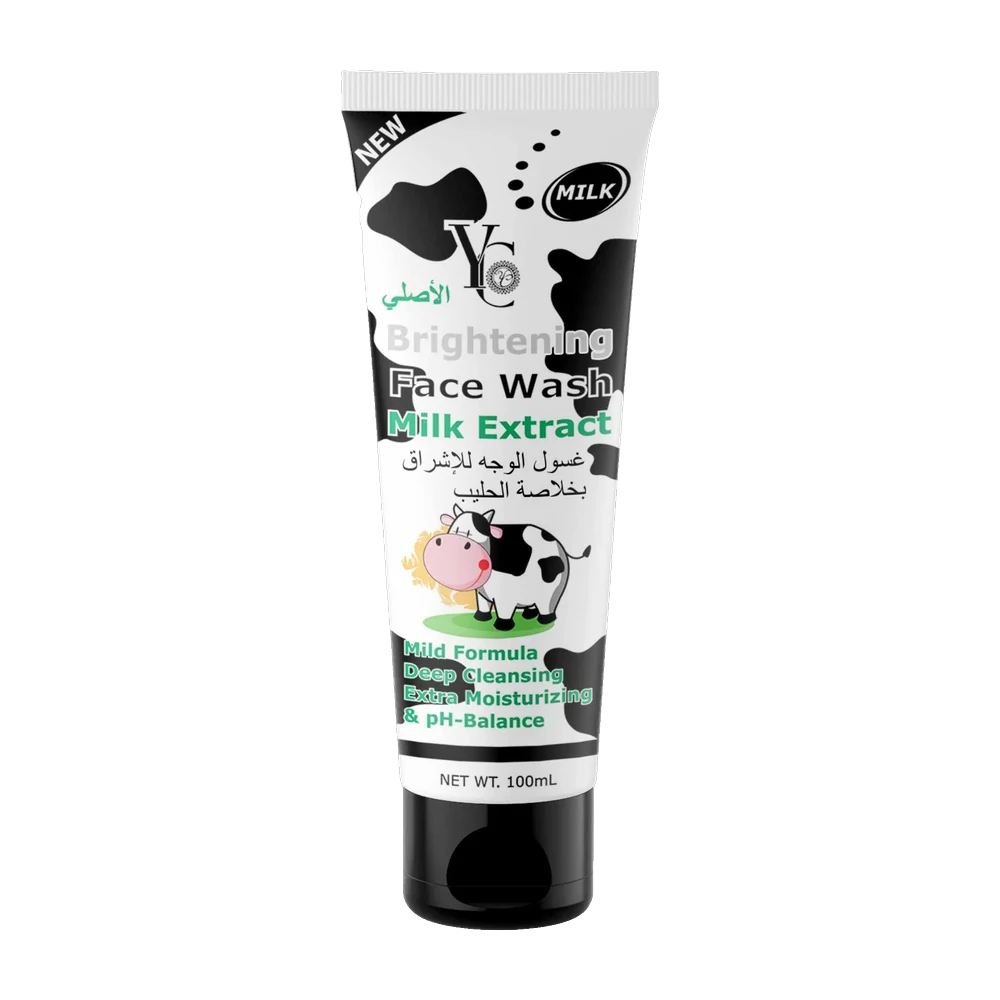 NEW
MILK
YC
الأصلي
Brightening
Face Wash
Milk Extract
غسول الوجه للإشراق
بخلاصة الحليب
Mild Formula
Deep Cleansing
Extra Moisturizing
& pH-Balance
NET WT. 100mL